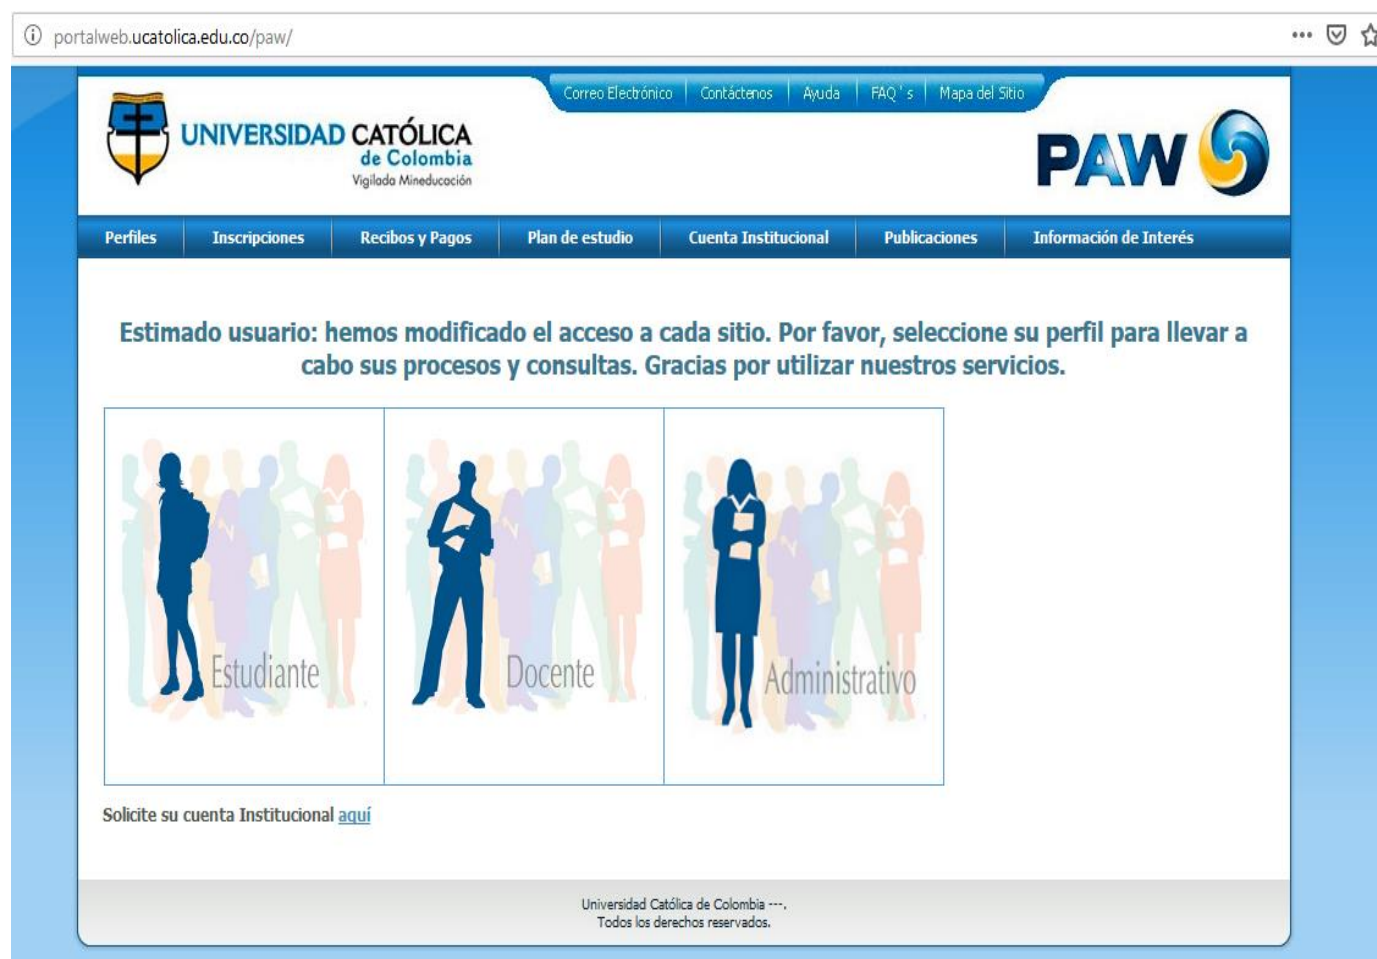 portalweb.ucatolica.edu.co/paw/
Correo Electrónico Contáctenos Ayuda FAQ's Mapa del Sitio
UNIVERSIDAD CATÓLICA
de Colombia
Vigilada Mineducación
PAW
Perfiles Inscripciones Recibos y Pagos Plan de estudio Cuenta Institucional Publicaciones Información de Interés
Estimado usuario: hemos modificado el acceso a cada sitio. Por favor, seleccione su perfil para llevar a
cabo sus procesos y consultas. Gracias por utilizar nuestros servicios.
Estudiante Docente Administrativo
Solicite su cuenta Institucional aquí
Universidad Católica de Colombia ---.
Todos los derechos reservados.